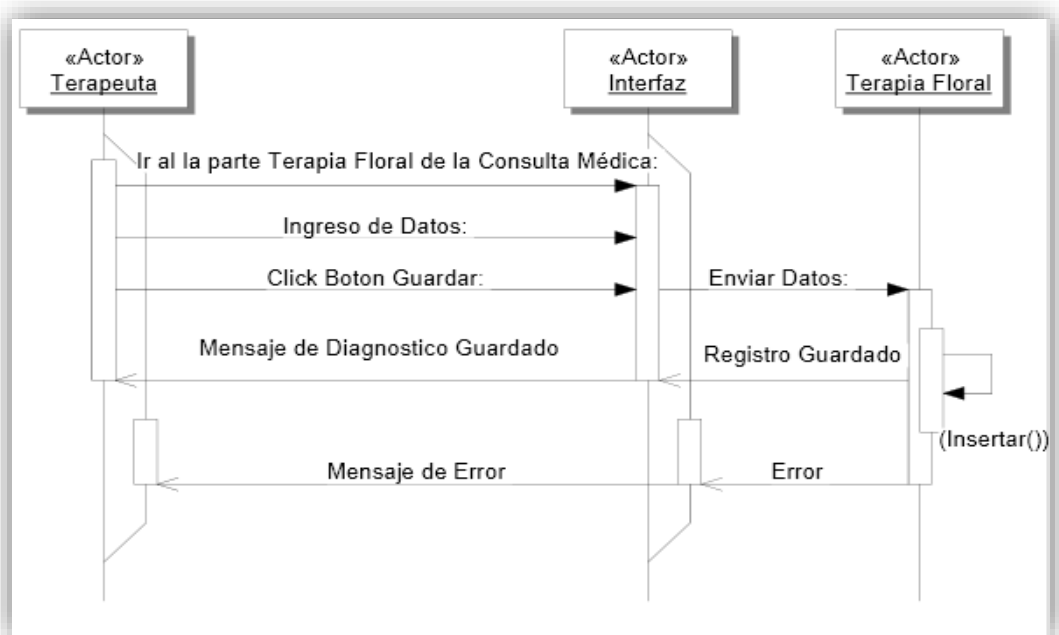 «Actor»
Terapeuta
«Actor»
Interfaz
«Actor»
Terapia Floral
Ir al la parte Terapia Floral de la Consulta Médica:
Ingreso de Datos:
Click Boton Guardar:
Enviar Datos:
Mensaje de Diagnostico Guardado
Registro Guardado
(Insertar())
Mensaje de Error
Error